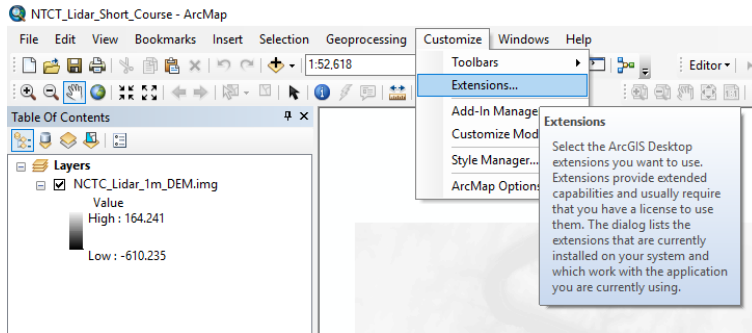 NTCT_Lidar_Short_Course - ArcMap
File Edit View Bookmarks Insert Selection Geoprocessing Customize Windows Help
1:52,618
Editor
Toolbars
Extensions...
Add-In Manage
Customize Mod
Style Manager...
ArcMap Option
Table Of Contents
Layers
NCTC_Lidar_1m_DEM.img
Value
High : 164.241
Low : -610.235
Extensions
Select the ArcGIS Desktop
extensions you want to use.
Extensions provide extended
capabilities and usually require
that you have a license to use
them. The dialog lists the
extensions that are currently
installed on your system and
which work with the application
you are currently using.